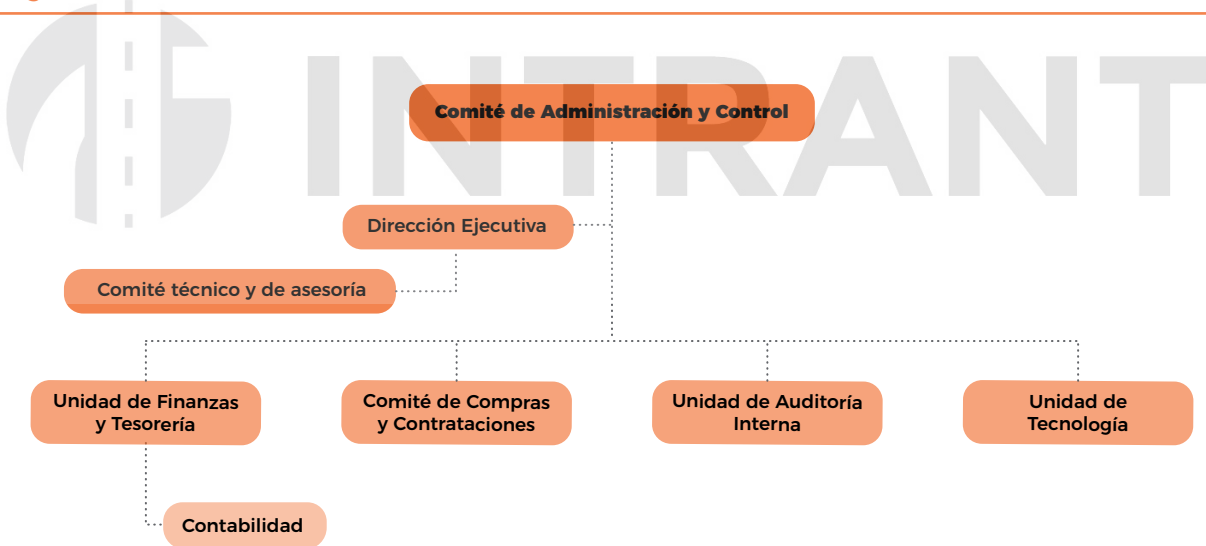 INTRANT
Comité de Administración y Control
Dirección Ejecutiva
Comité técnico y de asesoría
Unidad de Finanzas
y Tesorería
Comité de Compras
y Contrataciones
Unidad de Auditoría
Interna
Unidad de
Tecnología
Contabilidad